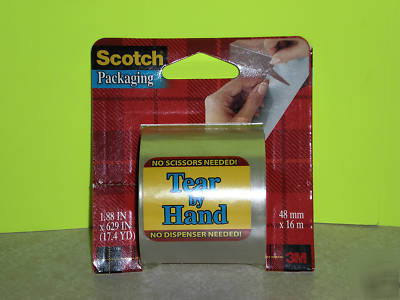 Scotch
Packaging
NO SCISSORS NEEDED!
Tear
by
Hand
NO DISPENSER NEEDED!
1.88 IN
x 629 IN
(17.4 YD)
48 mm
x 16 m
3M